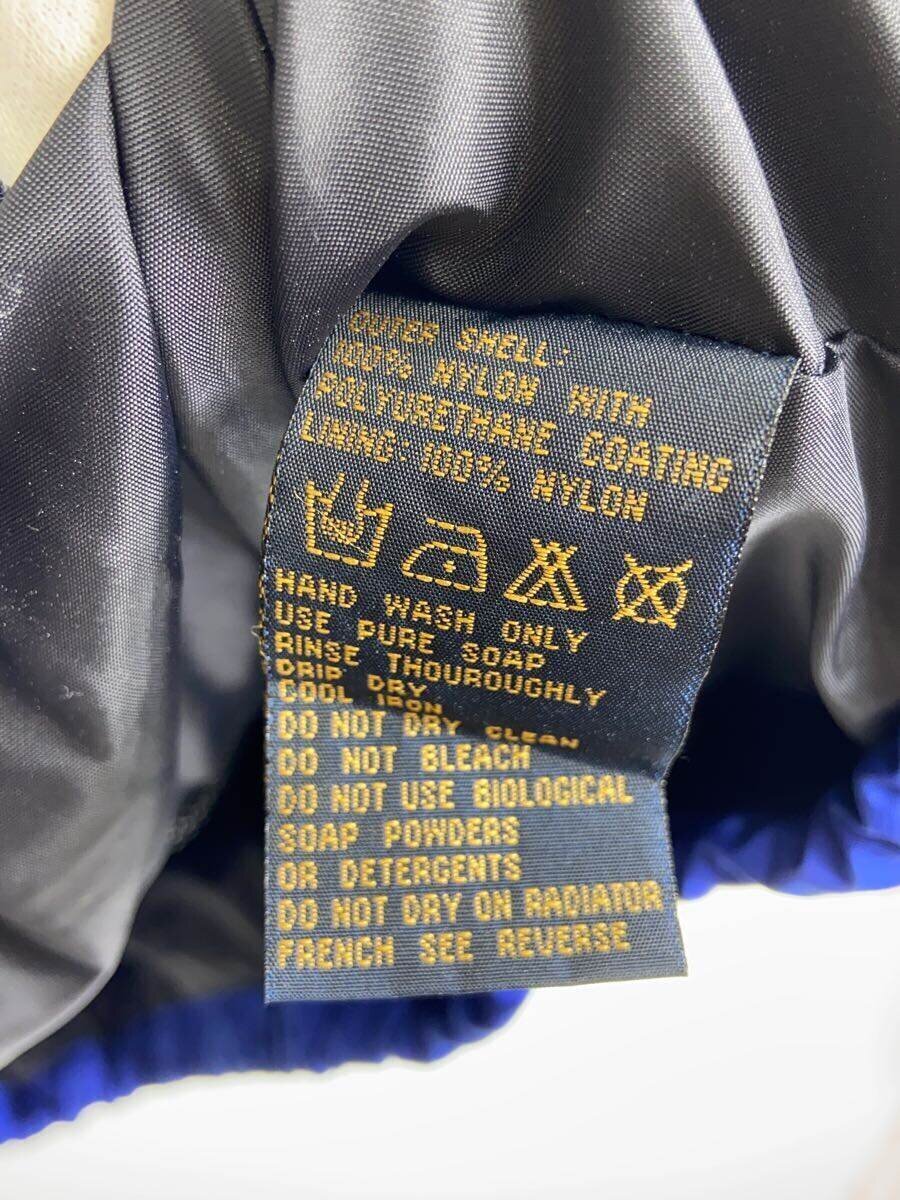 OUTER SHELL:
100% NYLON WITH
POLYURETHANE COATING
LINING: 100% NYLON
HAND WASH ONLY
USE PURE SOAP
RINSE THOUROUGHLY
DRIP DRY
COOL IRON
DO NOT DRY CLEAN
DO NOT BLEACH
DO NOT USE BIOLOGICAL
SOAP POWDERS
OR DETERGENTS
DO NOT DRY ON RADIATOR
FRENCH SEE REVERSE